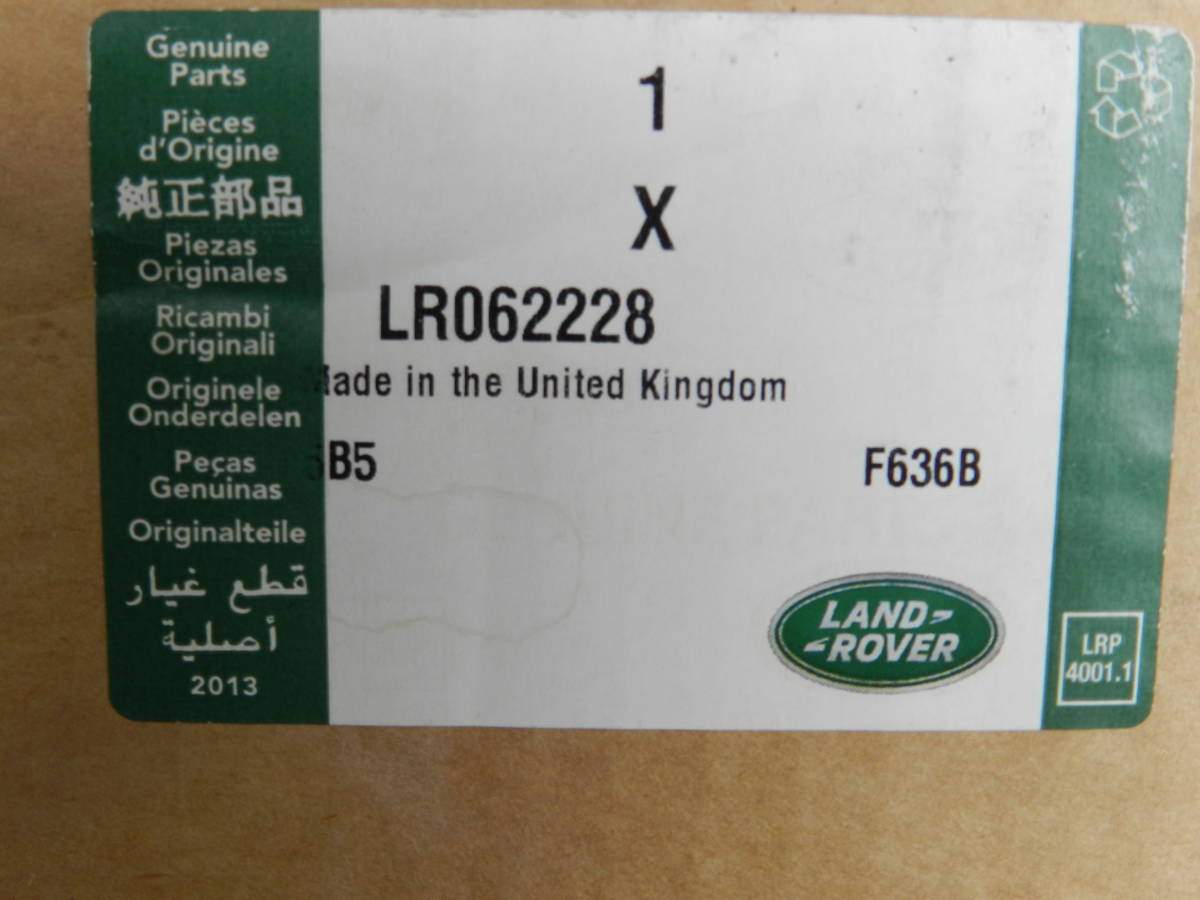 Genuine
Parts
Pièces
d'Origine
純正部品
Piezas
Originales
Ricambi
Originali
Originele
Onderdelen
Peças
Genuinas
Originalteile
قطع غيار
أصلية
2013
1
X
LR062228
Made in the United Kingdom
B5
F636B
LAND-
-ROVER
LRP
4001.1